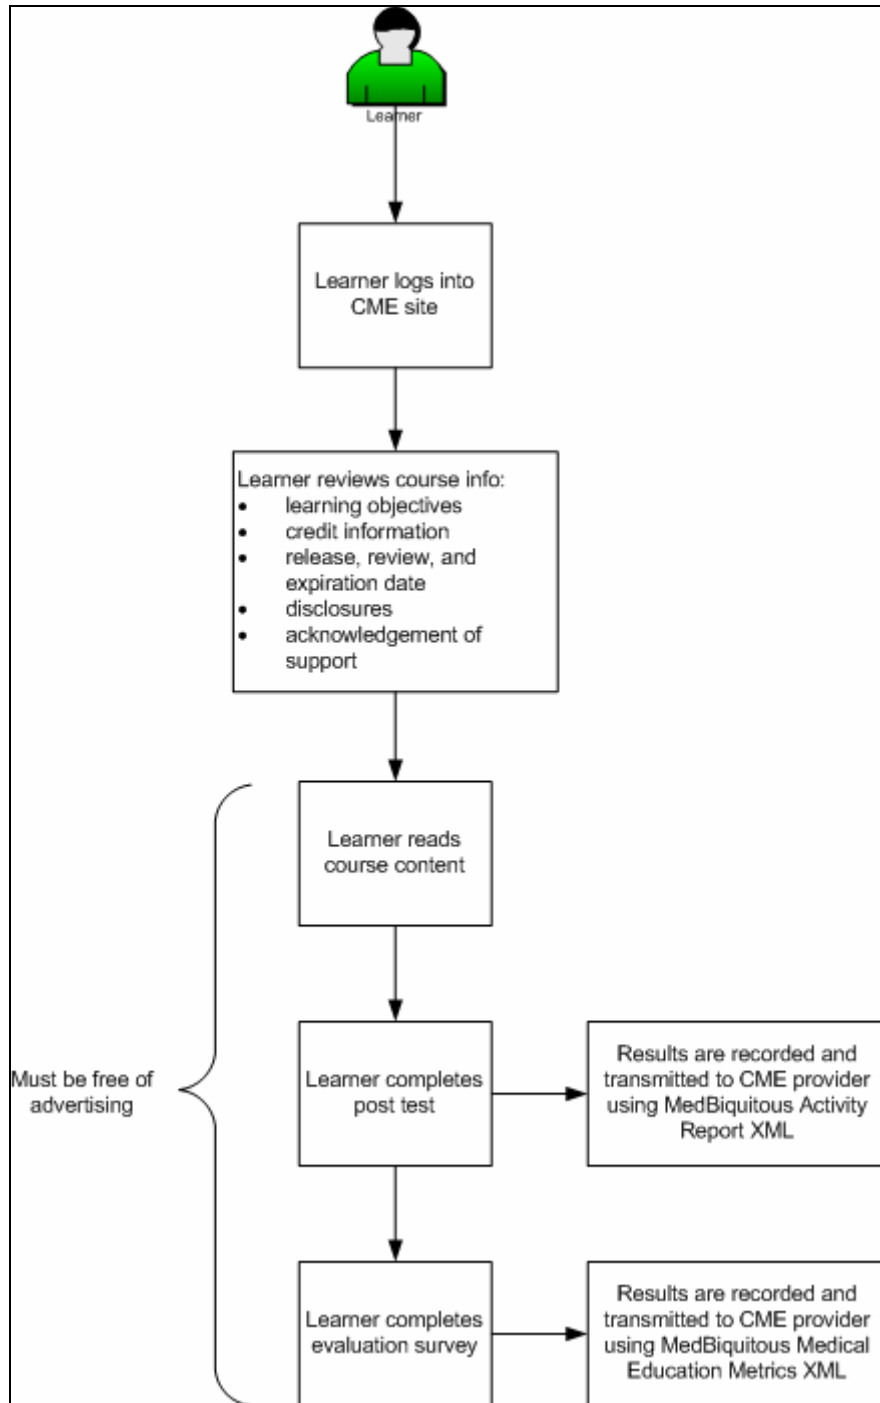 Learner
Learner logs into
CME site
Learner reviews course info:
• learning objectives
• credit information
• release, review, and
expiration date
• disclosures
• acknowledgement of
support
Learner reads
course content
Must be free of
advertising
Learner completes
post test
Results are recorded and
transmitted to CME provider
using MedBiquitous Activity
Report XML
Learner completes
evaluation survey
Results are recorded and
transmitted to CME provider
using MedBiquitous Medical
Education Metrics XML